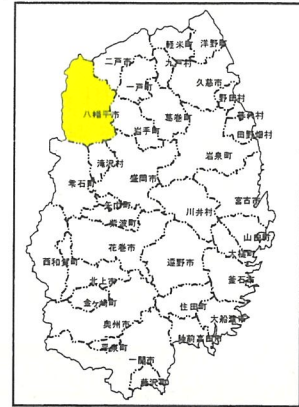 軽米町
洋野町
二戸市
九戸村
一戸町
久慈市
野田村
八幡平市
葛巻町
普代村
岩手町
田野畑村
岩泉町
滝沢村
盛岡市
雫石町
宮古市
川井村
矢巾町
紫波町
山田町
花巻市
大槌町
西和賀町
遠野市
釜石市
北上市
金ケ崎町
住田町
大船渡市
奥州市
陸前高田市
平泉町
一関市
藤沢町